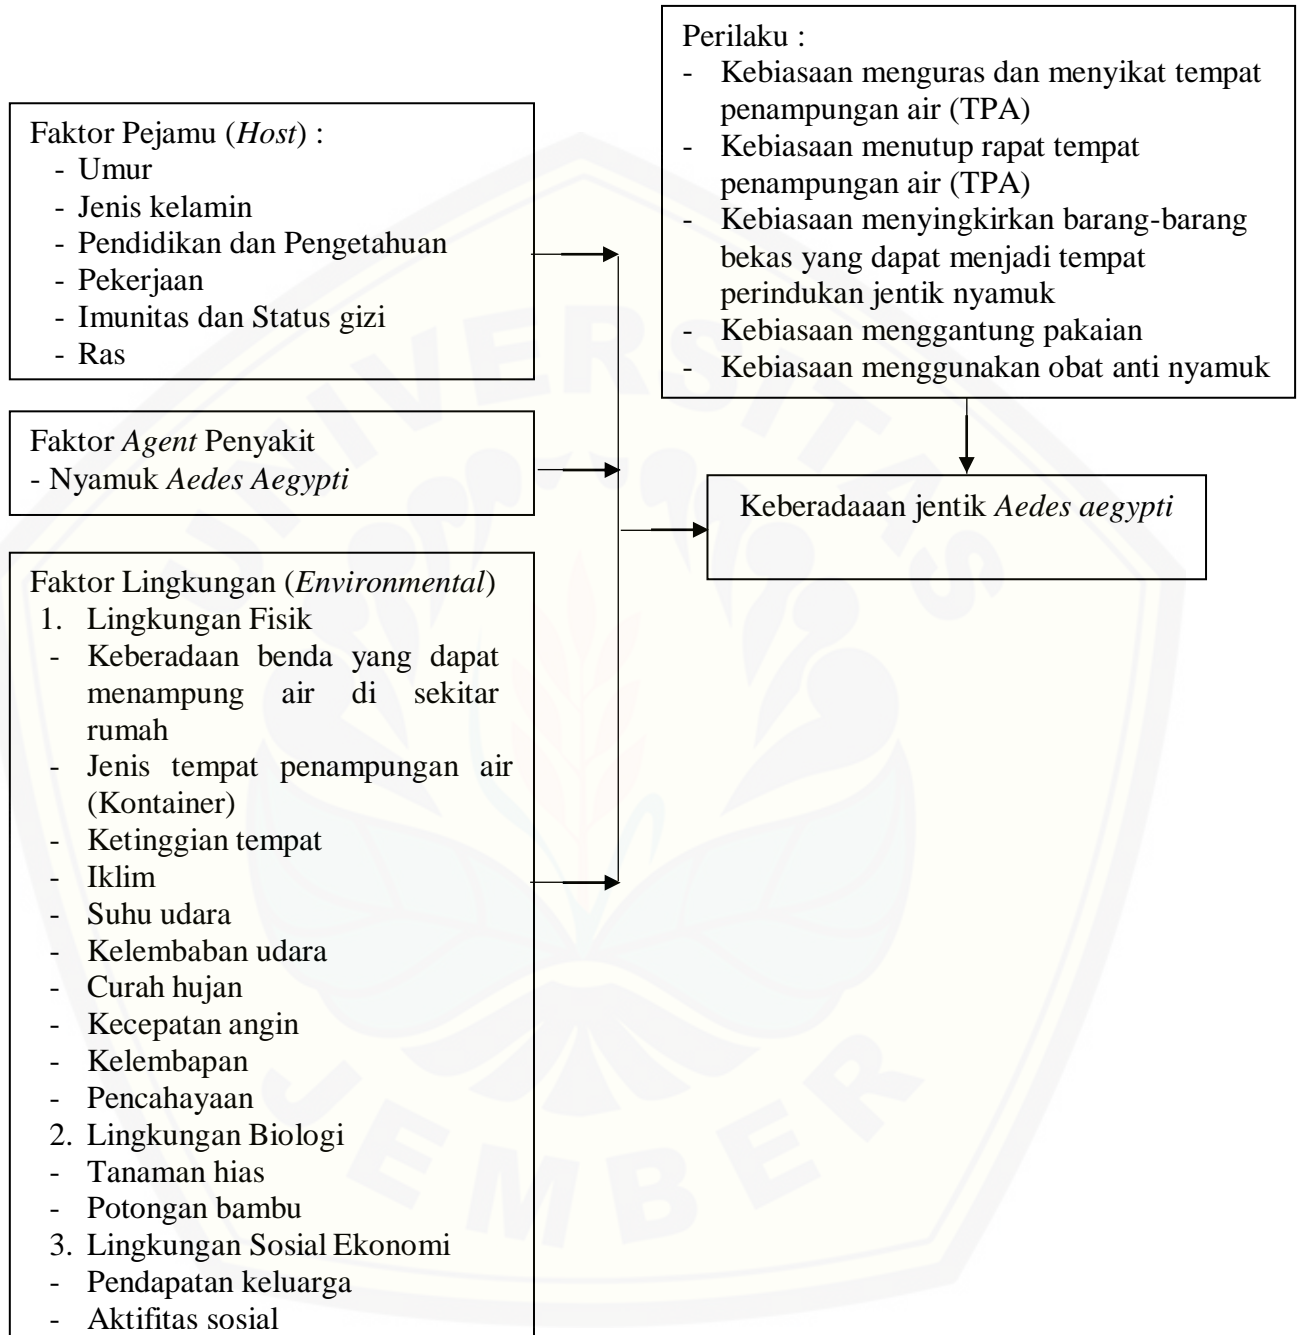 Perilaku :
- Kebiasaan menguras dan menyikat tempat
penampungan air (TPA)
- Kebiasaan menutup rapat tempat
penampungan air (TPA)
- Kebiasaan menyingkirkan barang-barang
bekas yang dapat menjadi tempat
perindukan jentik nyamuk
- Kebiasaan menggantung pakaian
- Kebiasaan menggunakan obat anti nyamuk
Faktor Pejamu (Host) :
- Umur
- Jenis kelamin
- Pendidikan dan Pengetahuan
- Pekerjaan
- Imunitas dan Status gizi
- Ras
Faktor Agent Penyakit
- Nyamuk Aedes Aegypti
Keberadaaan jentik Aedes aegypti
Faktor Lingkungan (Environmental)
1. Lingkungan Fisik
- Keberadaan benda yang dapat
menampung air di sekitar
rumah
- Jenis tempat penampungan air
(Kontainer)
- Ketinggian tempat
- Iklim
- Suhu udara
- Kelembaban udara
- Curah hujan
- Kecepatan angin
- Kelembapan
- Pencahayaan
2. Lingkungan Biologi
- Tanaman hias
- Potongan bambu
3. Lingkungan Sosial Ekonomi
- Pendapatan keluarga
- Aktifitas sosial
UNIVERSITAS
JEMBER